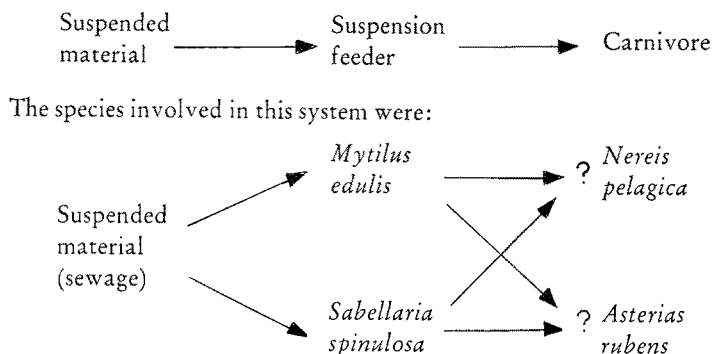 Suspended
material
Suspension
feeder
Carnivore
The species involved in this system were:
Suspended
material
(sewage)
Mytilus
edulis
Sabellaria
spinulosa
? Nereis
pelagica
? Asterias
rubens